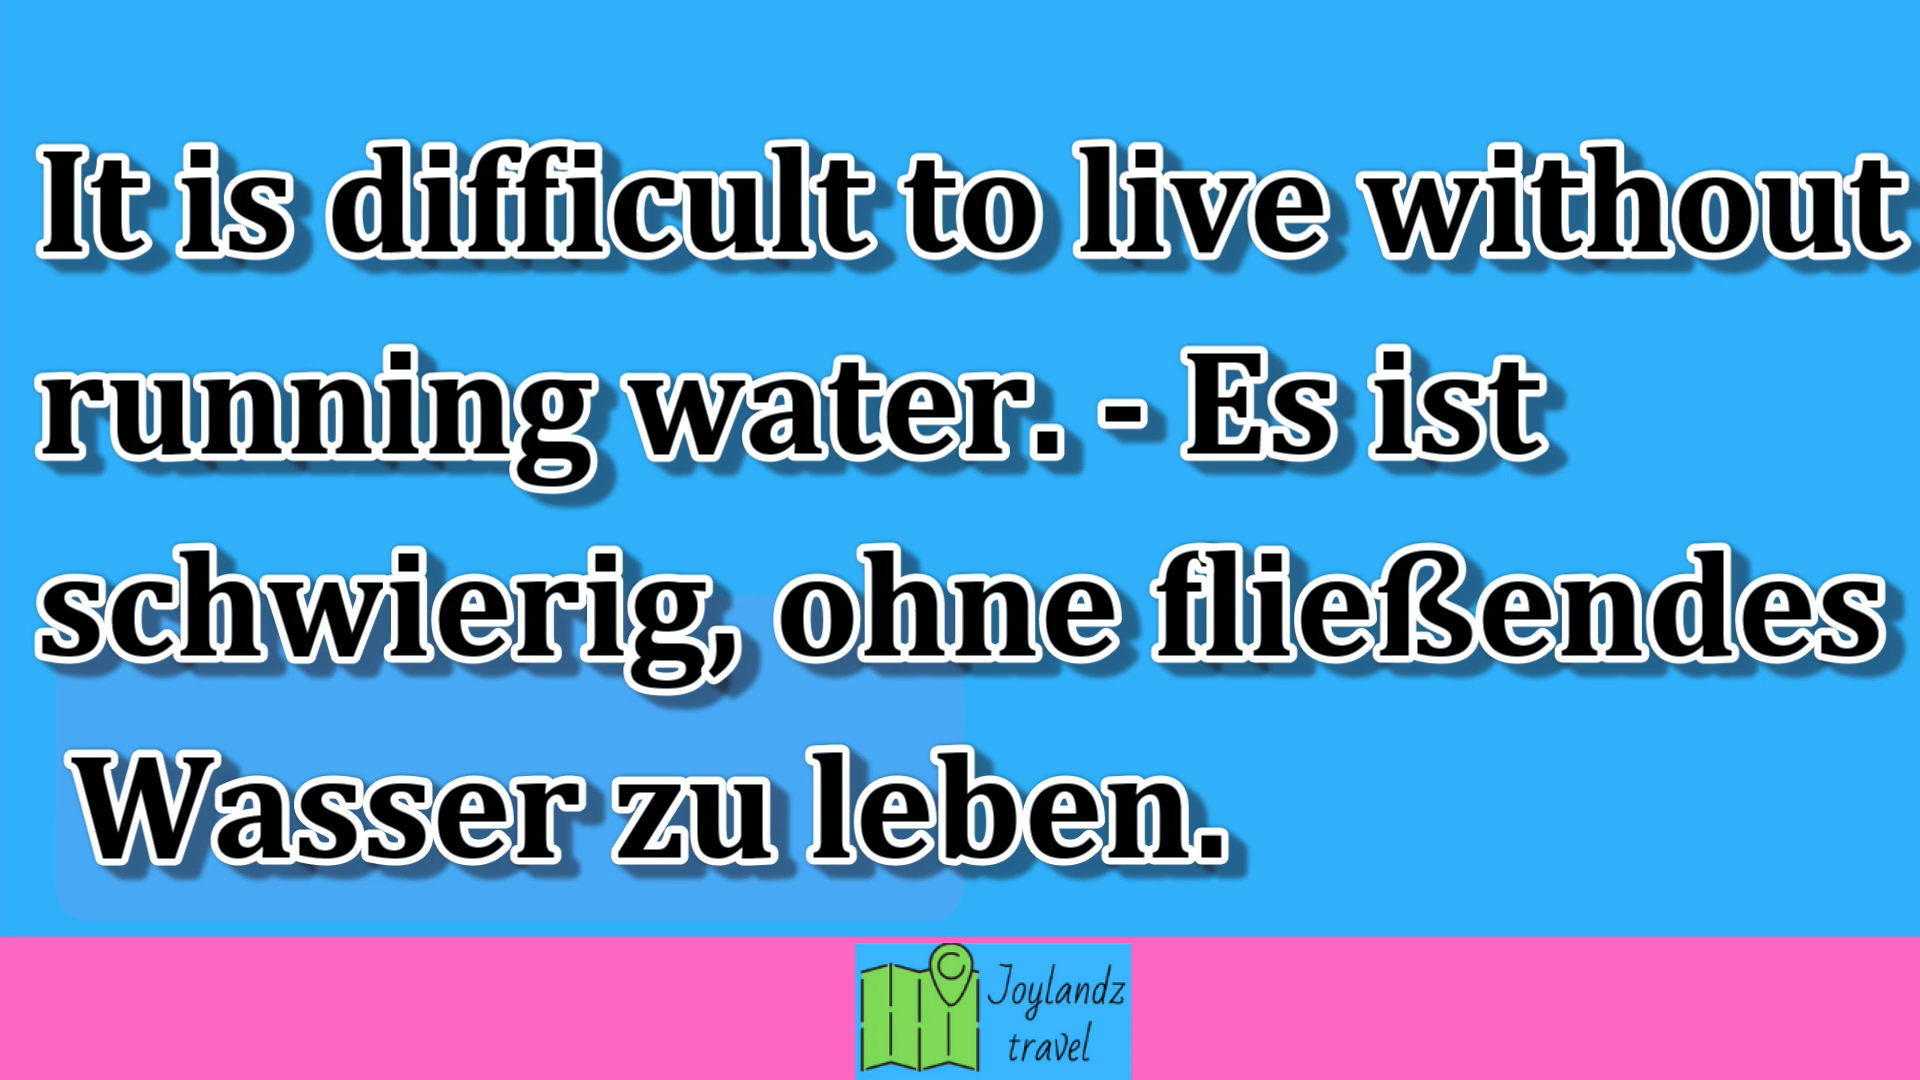 It is difficult to live without
running water. - Es ist
schwierig, ohne fließendes
Wasser zu leben.
Joylandz
travel